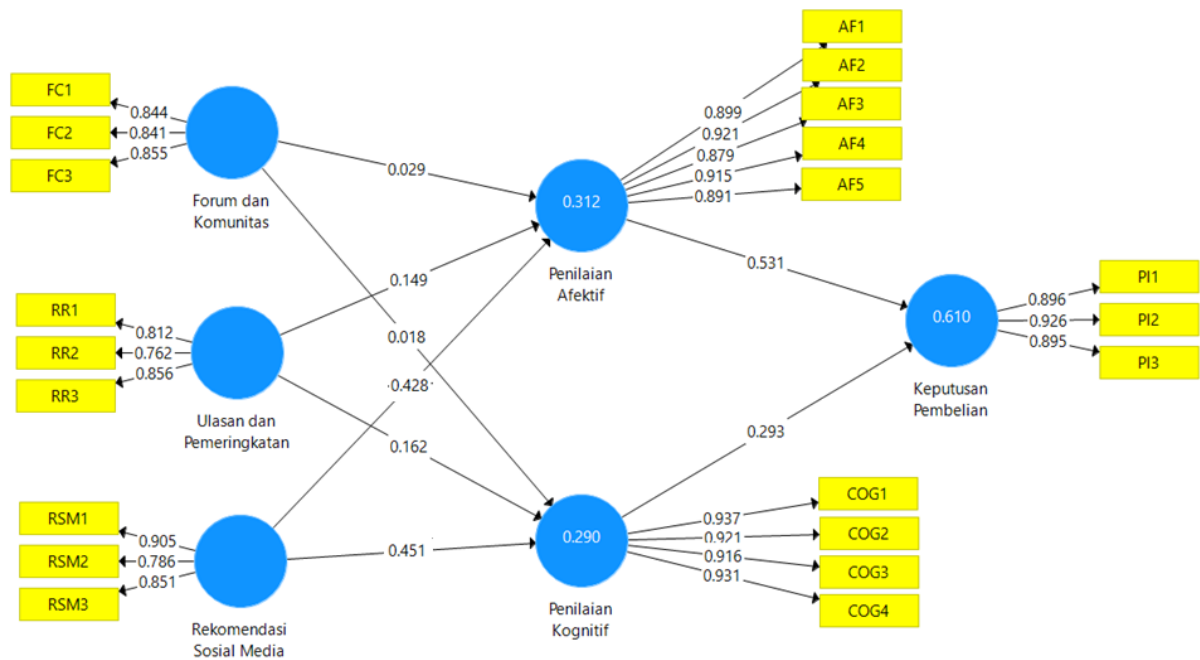 AF1
AF2
AF3
AF4
AF5
0.899
0.921
0.879
0.915
0.891
FC1
FC2
FC3
0.844
0.841
0.855
Forum dan
Komunitas
0.029
0.312
Penilaian
Afektif
0.531
RR1
RR2
RR3
0.812
0.762
0.856
Ulasan dan
Pemeringkatan
0.149
0.018
0.428
0.162
0.610
Keputusan
Pembelian
0.896
0.926
0.895
PI1
PI2
PI3
0.293
RSM1
RSM2
RSM3
0.905
0.786
0.851
Rekomendasi
Sosial Media
0.451
0.290
Penilaian
Kognitif
0.937
0.921
0.916
0.931
COG1
COG2
COG3
COG4